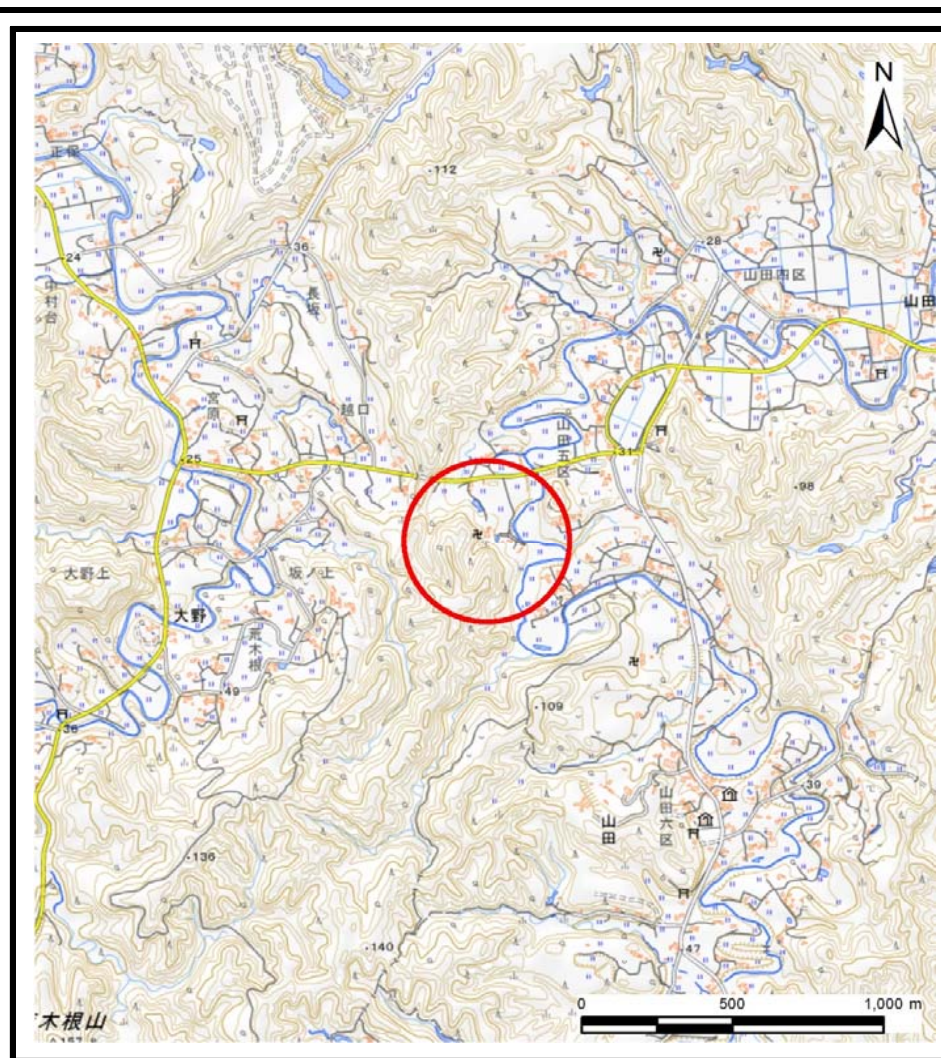 N
正保
112
24
36
28
中村台
長坂
山田四区
山田
宮原
越口
山田五区
31
25
98
大野上
坂ノ上
大野
荒木根
49
109
36
39
山田
山田六区
136
140
47
木根山
0 500 1,000 m